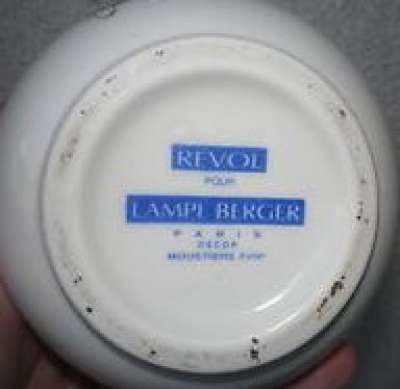 REVOL
POUR
LAMPE BERGER
PARIS
DECOR
MOUSTIERS